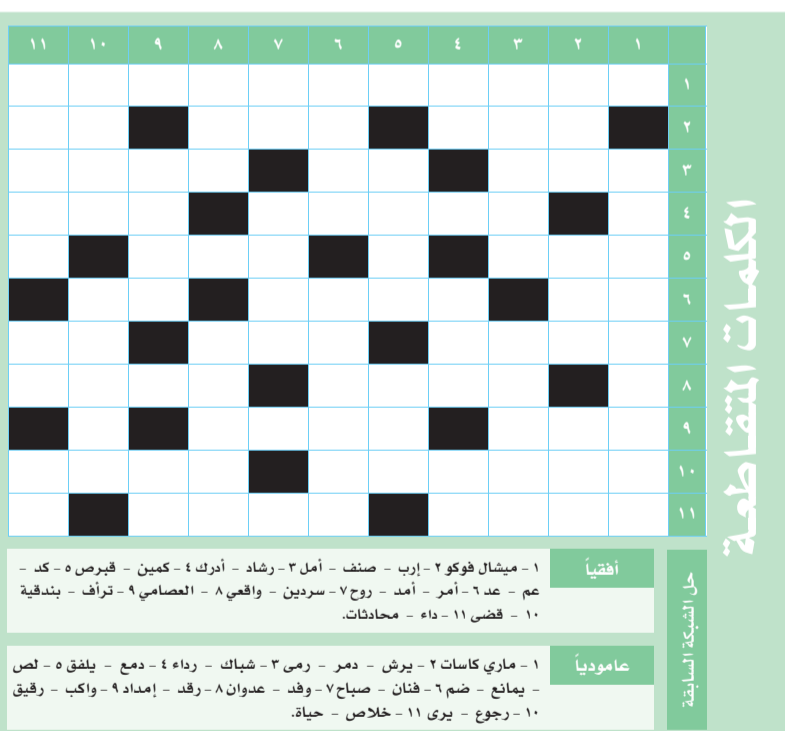 الكلمات المتقاطعة
١ ٢ ٣ ٤ ٥ ٦ ٧ ٨ ٩ ١٠ ١١
١
٢
٣
٤
٥
٦
٧
٨
٩
١٠
١١
حل الشبكة السابقة
أفقياً
١ - ميشال فوكو ٢ - إرب - صنف - أمل ٣ - رشاد - أدرك ٤ - كمين - قبرص ٥ - كد -
عم - عد ٦ - أمر - أمد - روح ٧ - سردين - واقعي ٨ - العصامي ٩ - ترأف - بندقية
١٠ - قضى ١١ - داء - محادثات.
عامودياً
١ - ماري كاسات ٢ - يرش - دمر - رمى ٣ - شباك - رداء ٤ - دمع - يلفق ٥ - لص
- يمانع - ضم ٦ - فنان - صباح ٧ - وفد - عدوان ٨ - رقد - إمداد ٩ - واكب - رقيق
١٠ - رجوع - يرى ١١ - خلاص - حياة.